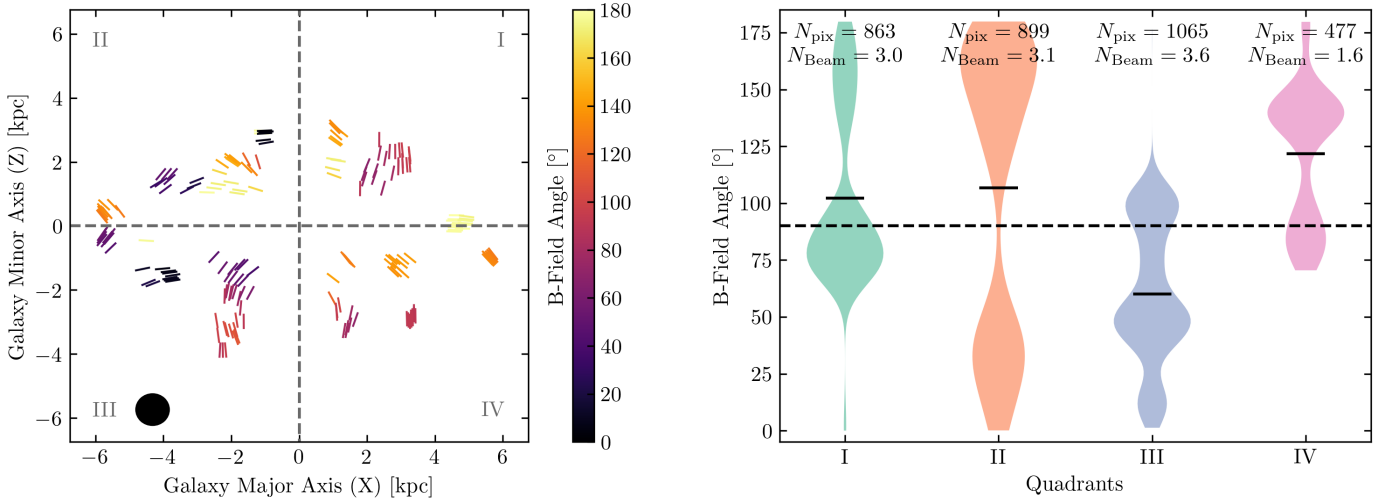 II
I
III
IV
6
4
2
0
−2
−4
−6
Galaxy Minor Axis (Z) [kpc]
−6
−4
−2
0
2
4
6
Galaxy Major Axis (X) [kpc]
180
160
140
120
100
80
60
40
20
0
B-Field Angle [°]
175
150
125
100
75
50
25
0
B-Field Angle [°]
N_pix = 863
N_Beam = 3.0
N_pix = 899
N_Beam = 3.1
N_pix = 1065
N_Beam = 3.6
N_pix = 477
N_Beam = 1.6
I
II
III
IV
Quadrants